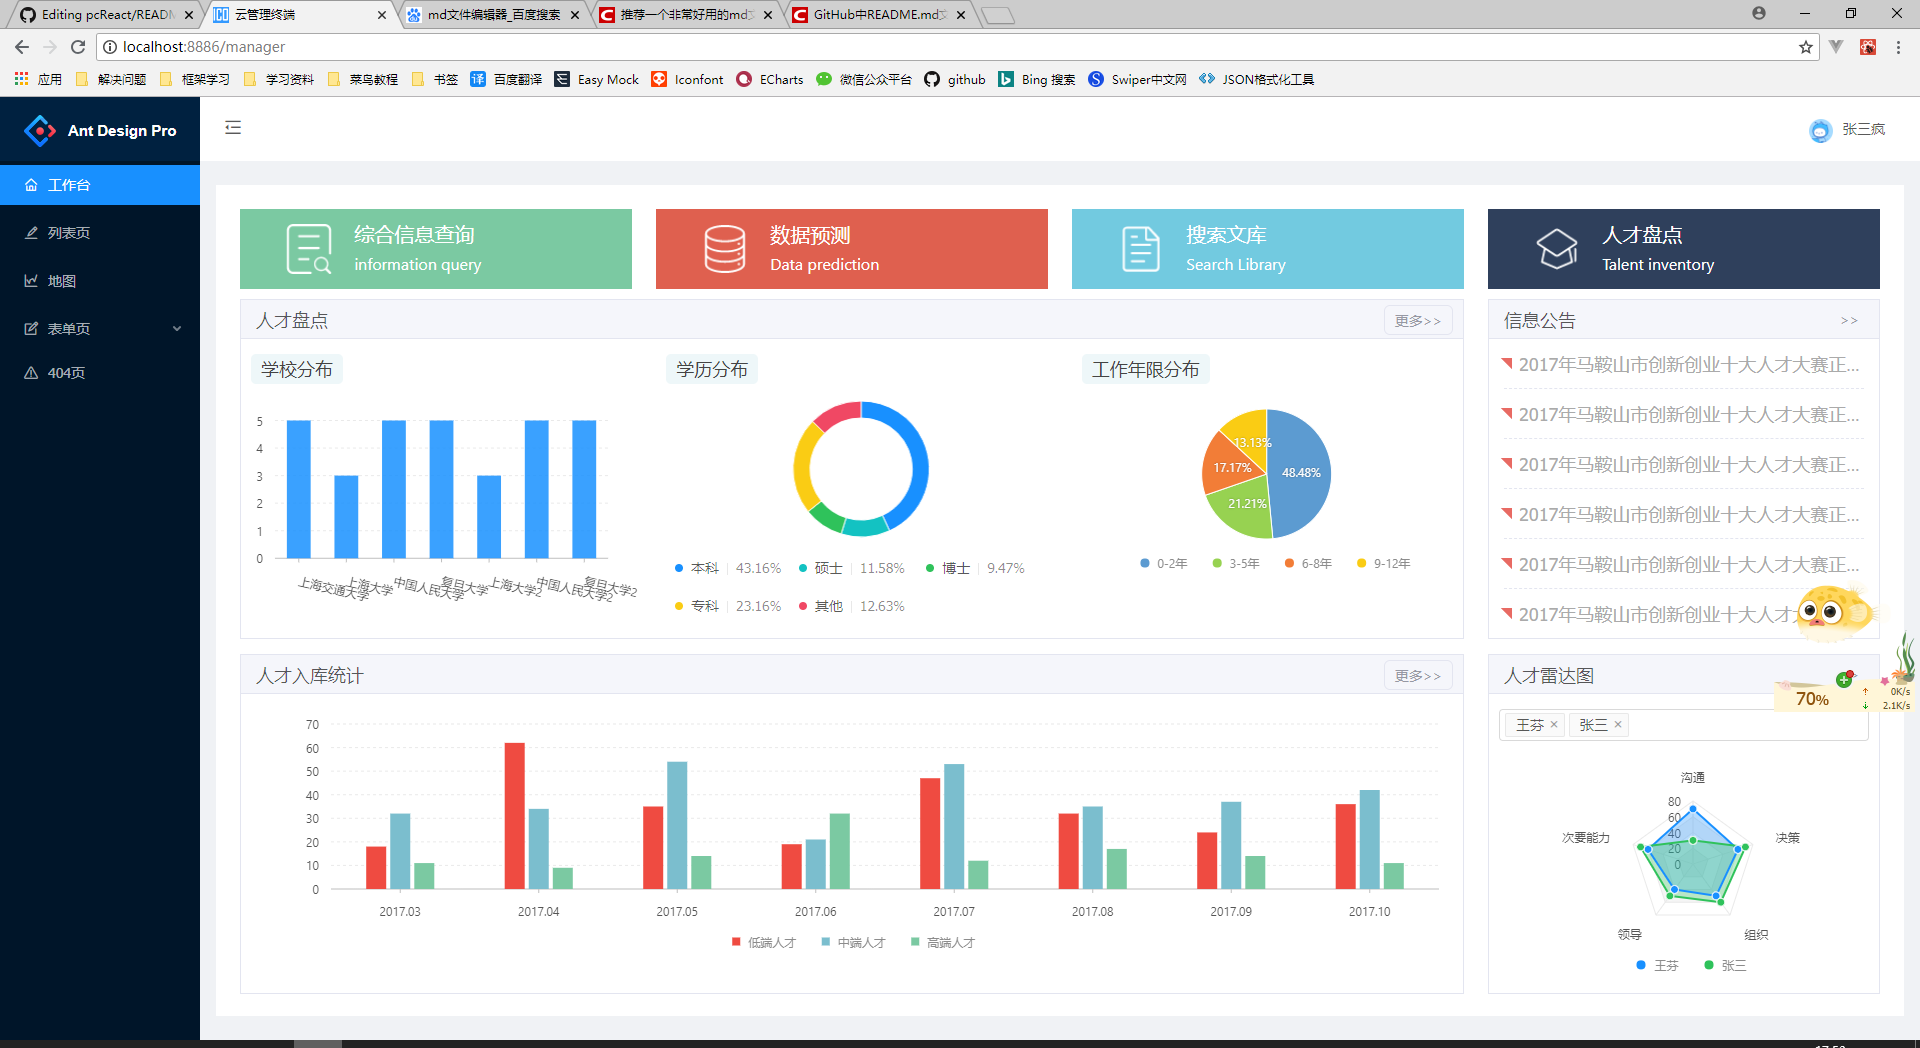 Editing pcReact/READM
云管理终端
md文件编辑器_百度搜索
推荐一个非常好用的md文
GitHub中README.md文
localhost:8886/manager
应用 解决问题 框架学习 学习资料 菜鸟教程 书签 百度翻译 Easy Mock Iconfont ECharts 微信公众平台 github Bing 搜索 Swiper中文网 JSON格式化工具
Ant Design Pro
张三疯
工作台
列表页
地图
表单页
404页
综合信息查询
information query
数据预测
Data prediction
搜索文库
Search Library
人才盘点
Talent inventory
人才盘点
更多>>
学校分布
5
4
3
2
1
0
上海交通大学
上海大学
中国人民大学
复旦大学
上海大学2
中国人民大学2
复旦大学2
学历分布
本科 | 43.16%
硕士 | 11.58%
博士 | 9.47%
专科 | 23.16%
其他 | 12.63%
工作年限分布
13.13%
17.17%
48.48%
21.21%
0-2年 3-5年 6-8年 9-12年
信息公告
>>
2017年马鞍山市创新创业十大人才大赛正...
2017年马鞍山市创新创业十大人才大赛正...
2017年马鞍山市创新创业十大人才大赛正...
2017年马鞍山市创新创业十大人才大赛正...
2017年马鞍山市创新创业十大人才大赛正...
2017年马鞍山市创新创业十大人才
人才入库统计
更多>>
70
60
50
40
30
20
10
0
2017.03 2017.04 2017.05 2017.06 2017.07 2017.08 2017.09 2017.10
低端人才 中端人才 高端人才
人才雷达图
70%
0K/s
2.1K/s
王芬 × 张三 ×
沟通
80
60
40
20
0
次要能力
决策
领导
组织
王芬 张三